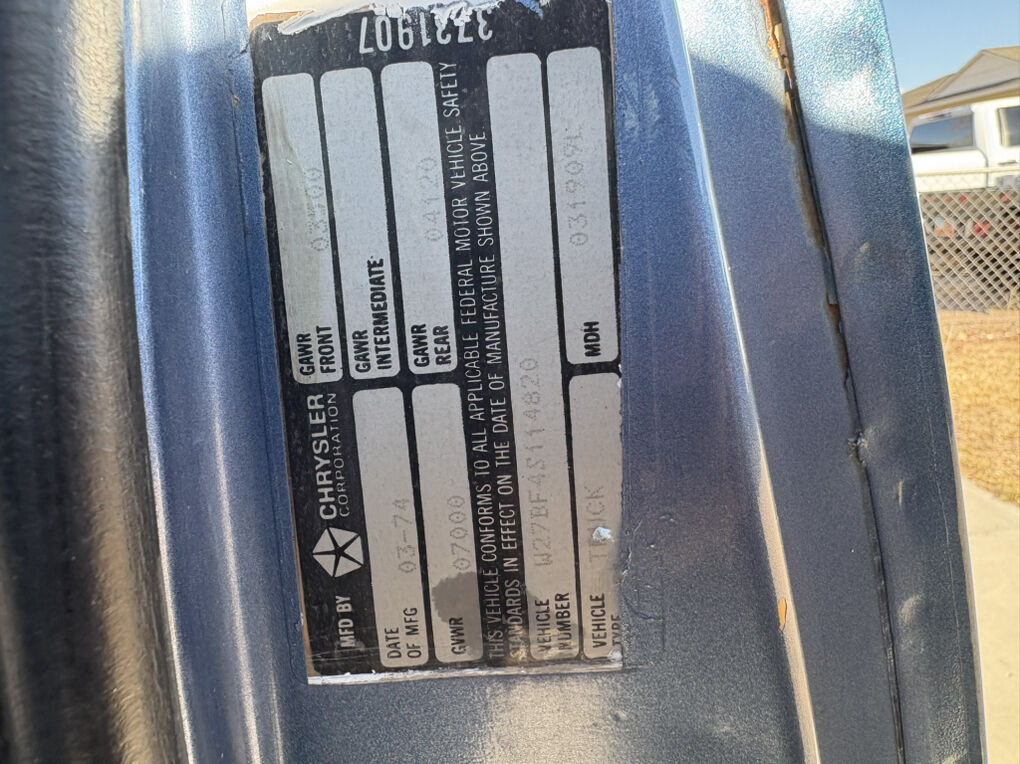 MFD BY CHRYSLER
CORPORATION
GAWR
FRONT
DATE
OF MFG 03-74
GAWR
INTERMEDIATE
GVWR 07000
GAWR
REAR 04120
THIS VEHICLE CONFORMS TO ALL APPLICABLE FEDERAL MOTOR VEHICLE SAFETY
STANDARDS IN EFFECT ON THE DATE OF MANUFACTURE SHOWN ABOVE.
VEHICLE
NUMBER W27BF4S114820
VEHICLE
TYPE
MDH
3721907